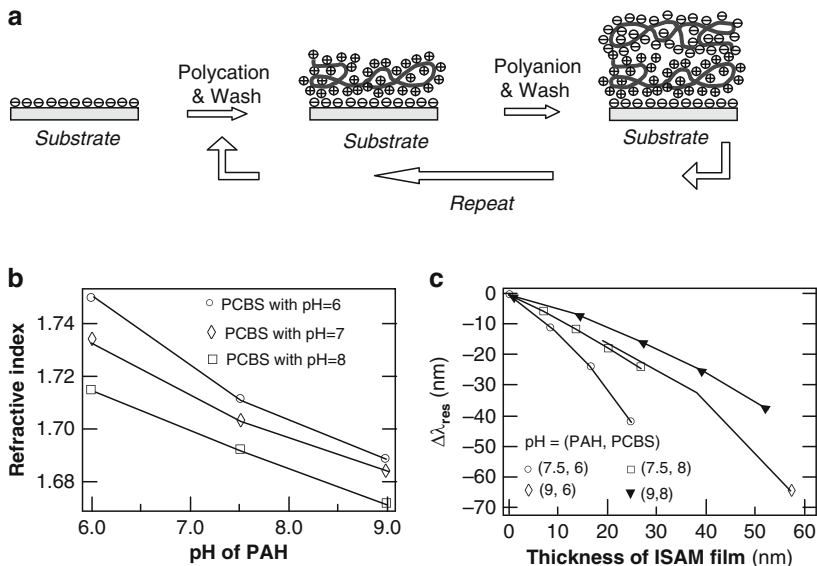 a
Polycation
& Wash
Polyanion
& Wash
Substrate
Substrate
Substrate
Repeat
b
Refractive index
1.74
1.72
1.70
1.68
6.0
7.0
8.0
9.0
pH of PAH
○ PCBS with pH=6
◇ PCBS with pH=7
□ PCBS with pH=8
c
Δλres (nm)
0
−10
−20
−30
−40
−50
−60
−70
0
10
20
30
40
50
60
Thickness of ISAM film (nm)
pH = (PAH, PCBS)
○ (7.5, 6) □ (7.5, 8)
◇ (9, 6) ▼ (9,8)